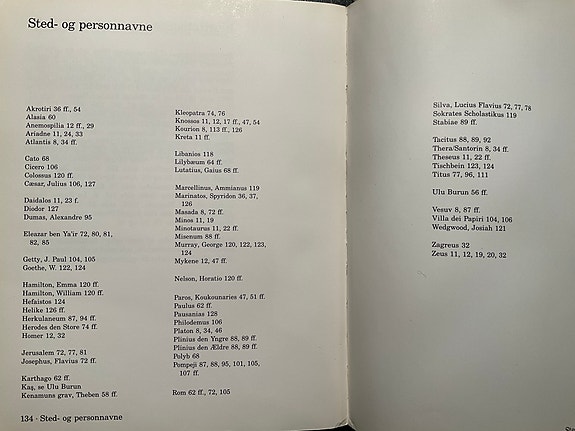 Sted- og personnavne
Akrotiri 36 ff., 54
Alasia 60
Anemospilia 12 ff., 29
Ariadne 11, 24, 33
Atlantis 8, 34 ff.
Cato 68
Cicero 106
Colossus 120 ff.
Cæsar, Julius 106, 127
Daidalos 11, 23 f.
Diodor 127
Dumas, Alexandre 95
Eleazar ben Ya'ir 72, 80, 81,
82, 85
Getty, J. Paul 104, 105
Goethe, W. 122, 124
Hamilton, Emma 120 ff.
Hamilton, William 120 ff.
Hefaistos 124
Helike 126 ff.
Herkulaneum 87, 94 ff.
Herodes den Store 74 ff.
Homer 12, 32
Jerusalem 72, 77, 81
Josephus, Flavius 72 ff.
Karthago 62 ff.
Kaş, se Ulu Burun
Kenamuns grav, Theben 58 ff.
134 · Sted- og personnavne
Kleopatra 74, 76
Knossos 11, 12, 17 ff., 47, 54
Kourion 8, 113 ff., 126
Kreta 11 ff.
Libanios 118
Lilybæum 64 ff.
Lutatius, Gaius 68 ff.
Marcellinus, Ammianus 119
Marinatos, Spyridon 36, 37,
126
Masada 8, 72 ff.
Minos 11, 19
Minotaurus 11, 22 ff.
Misenum 88 ff.
Murray, George 120, 122, 123,
124
Mykene 12, 47 ff.
Nelson, Horatio 120 ff.
Paros, Koukounaries 47, 51 ff.
Paulus 62 ff.
Pausanias 128
Philodemus 106
Platon 8, 34, 46
Plinius den Yngre 88, 89 ff.
Plinius den Ældre 88, 89 ff.
Polyb 68
Pompeji 87, 88, 95, 101, 105,
107 ff.
Rom 62 ff., 72, 105
Silva, Lucius Flavius 72, 77, 78
Sokrates Scholastikus 119
Stabiae 89 ff.
Tacitus 88, 89, 92
Thera/Santorin 8, 34 ff.
Theseus 11, 22 ff.
Tischbein 123, 124
Titus 77, 96, 111
Ulu Burun 56 ff.
Vesuv 8, 87 ff.
Villa dei Papiri 104, 106
Wedgwood, Josiah 121
Zagreus 32
Zeus 11, 12, 19, 20, 32